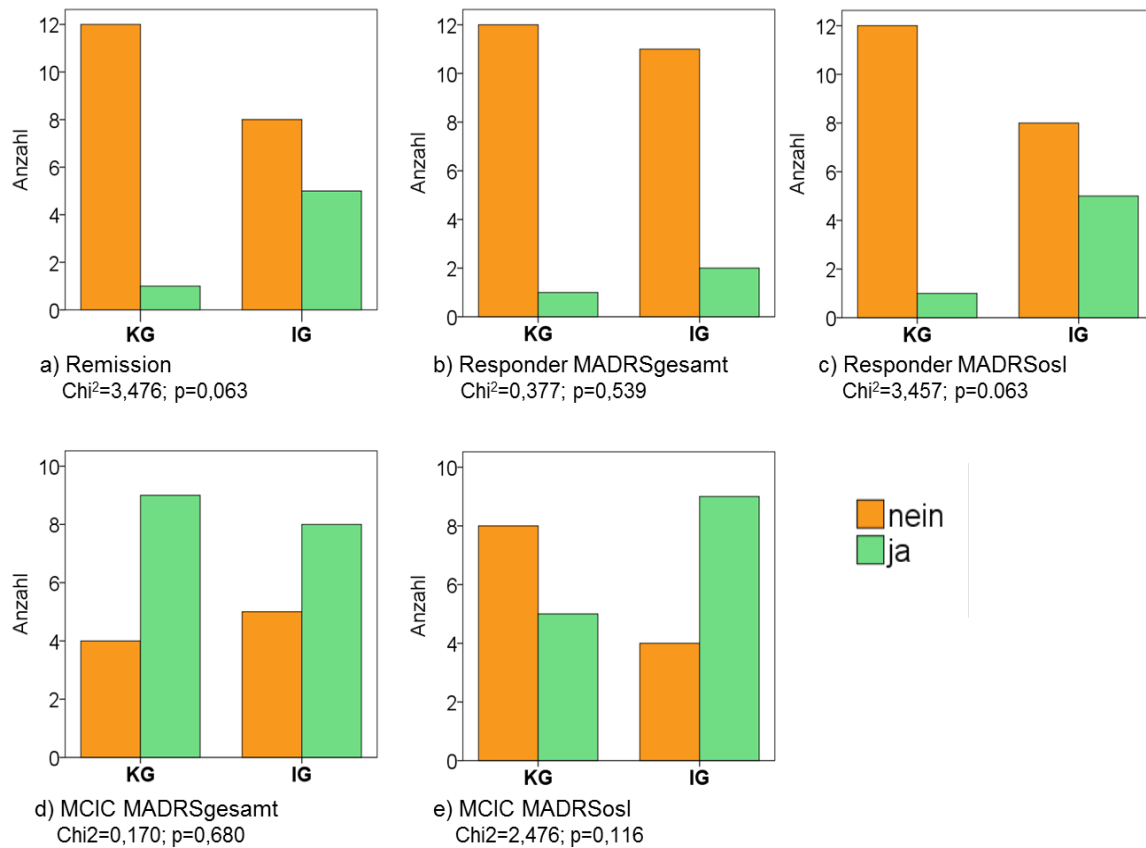 12
10
8
6
4
2
0
Anzahl
KG IG
a) Remission
Chi²=3,476; p=0,063
12
10
8
6
4
2
0
Anzahl
KG IG
b) Responder MADRSgesamt
Chi²=0,377; p=0,539
12
10
8
6
4
2
0
Anzahl
KG IG
c) Responder MADRSosl
Chi²=3,457; p=0.063
10
8
6
4
2
0
Anzahl
KG IG
d) MCIC MADRSgesamt
Chi2=0,170; p=0,680
10
8
6
4
2
0
Anzahl
KG IG
e) MCIC MADRSosl
Chi2=2,476; p=0,116
nein
ja